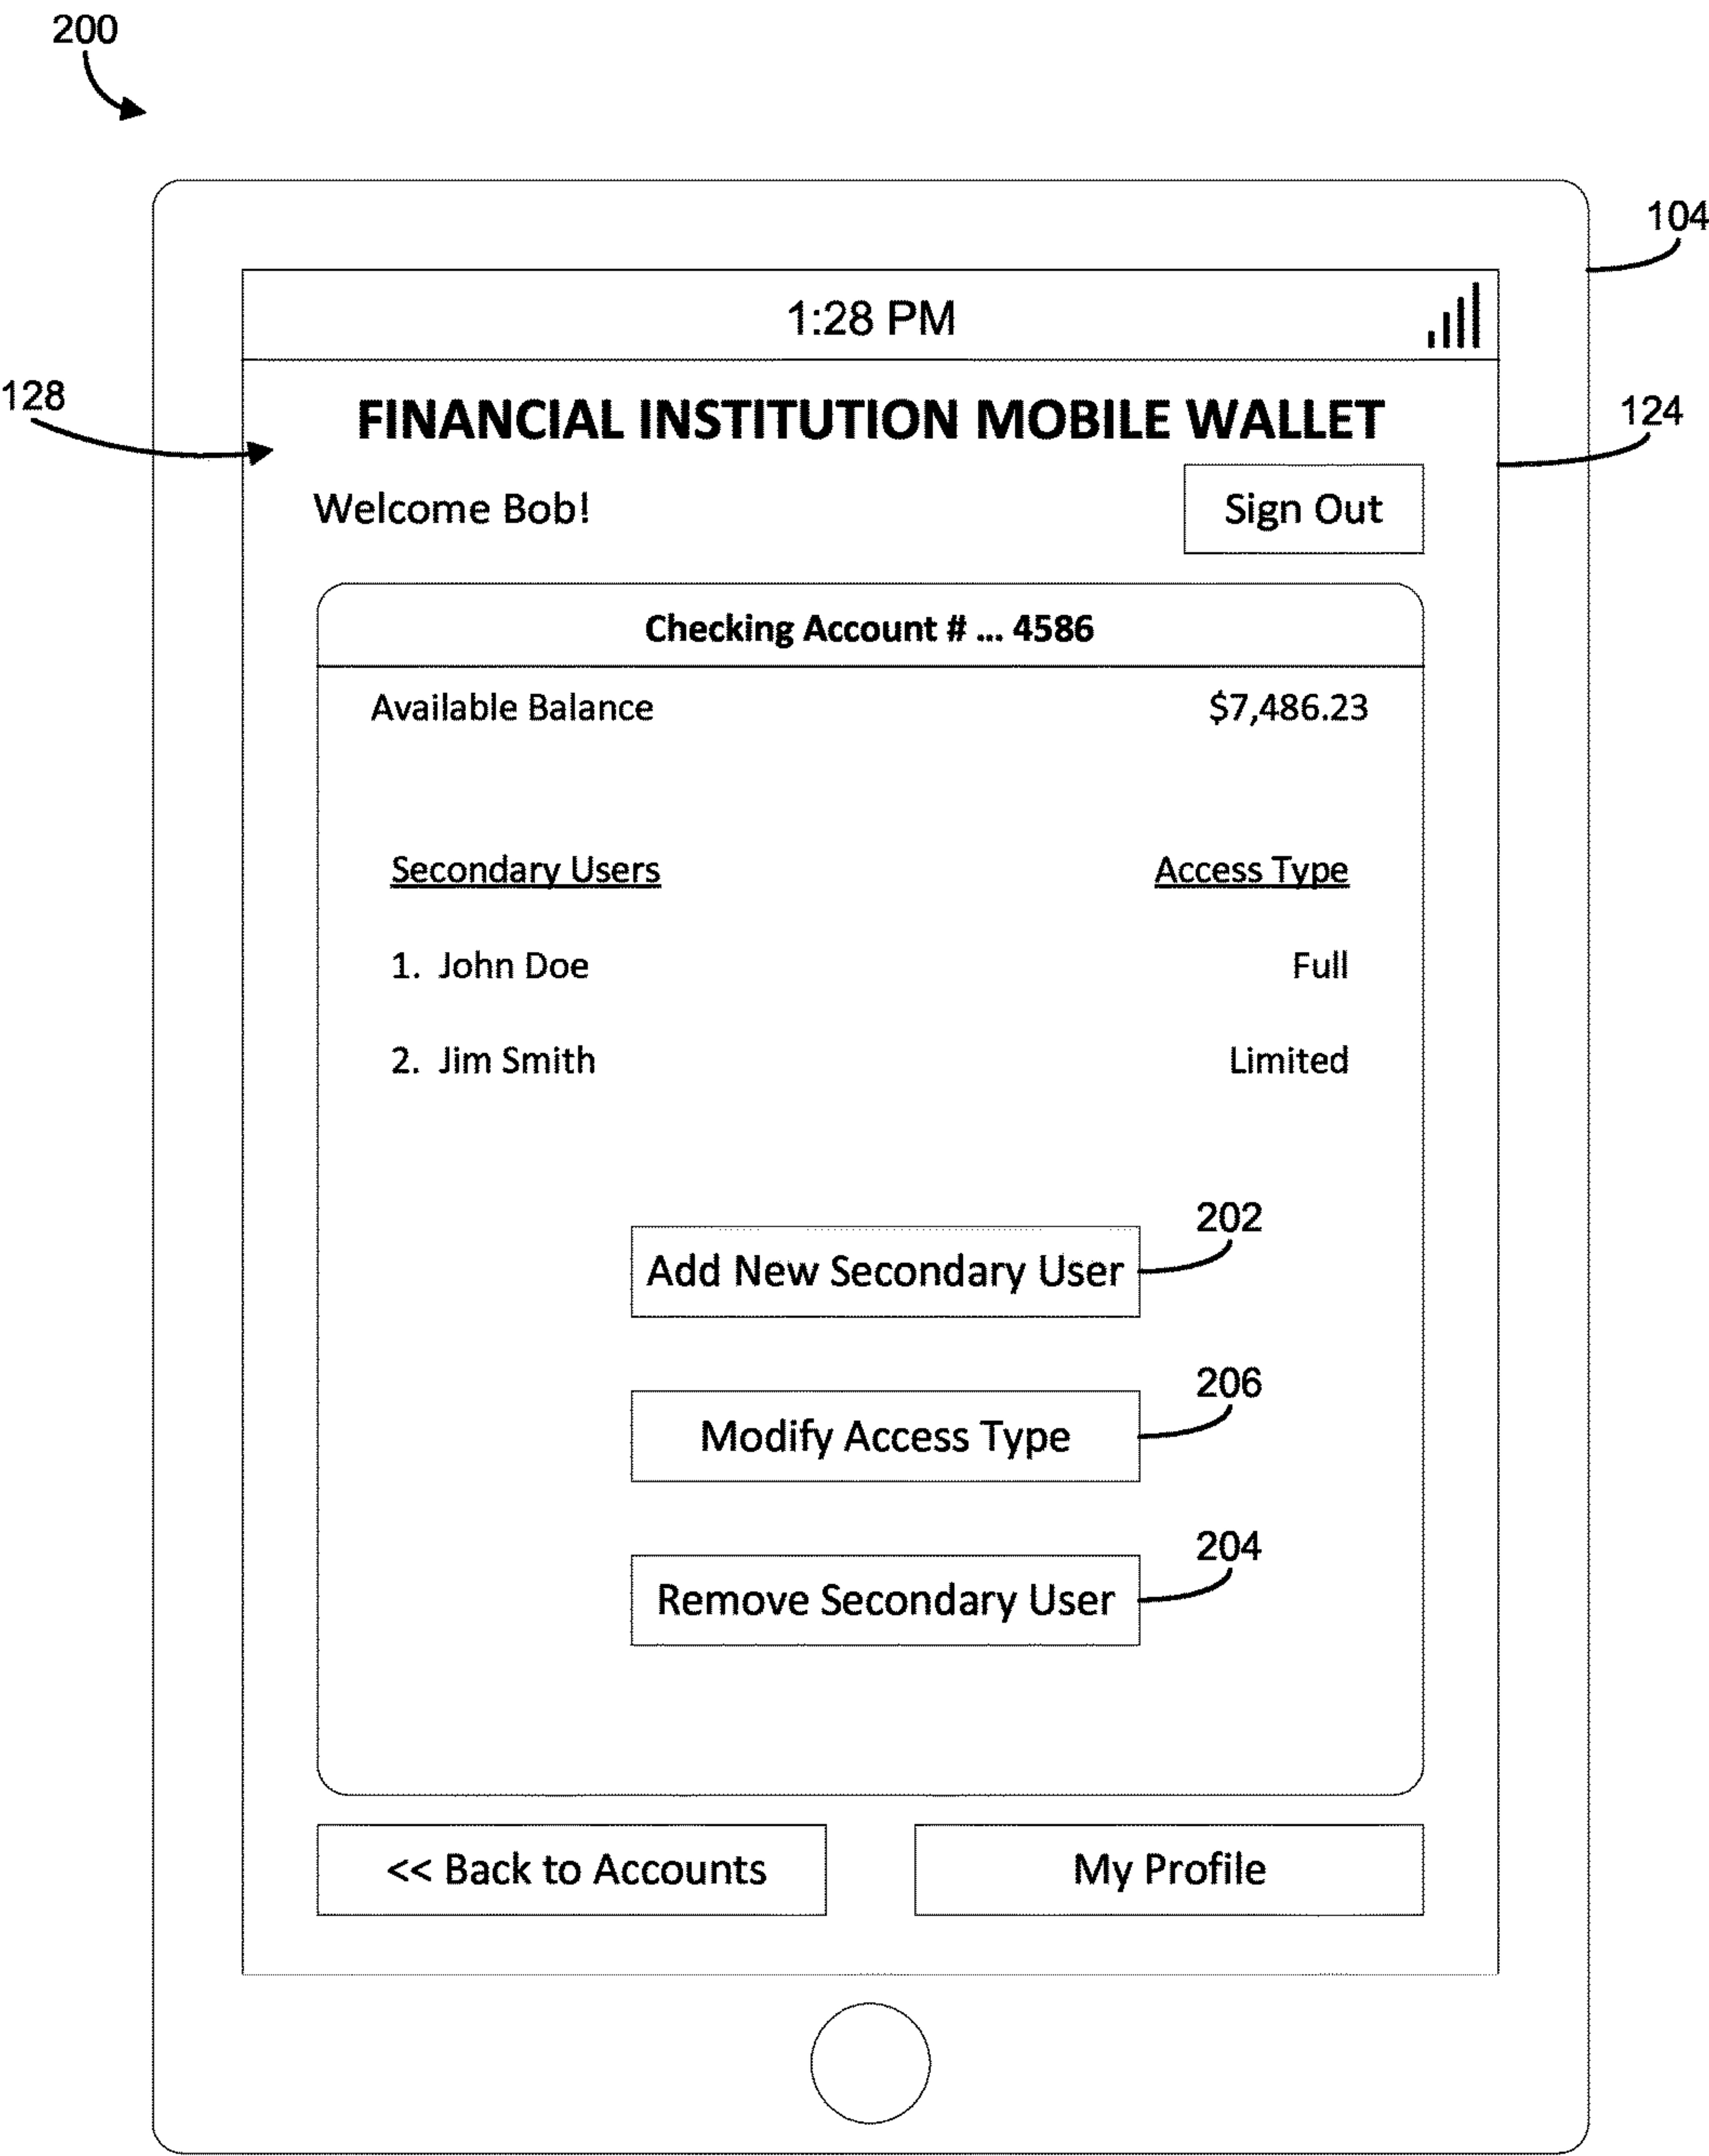 200
104
1:28 PM
128
FINANCIAL INSTITUTION MOBILE WALLET
124
Welcome Bob!
Sign Out
Checking Account # ... 4586
Available Balance $7,486.23
Secondary Users Access Type
1. John Doe Full
2. Jim Smith Limited
202
Add New Secondary User
206
Modify Access Type
204
Remove Secondary User
<< Back to Accounts
My Profile